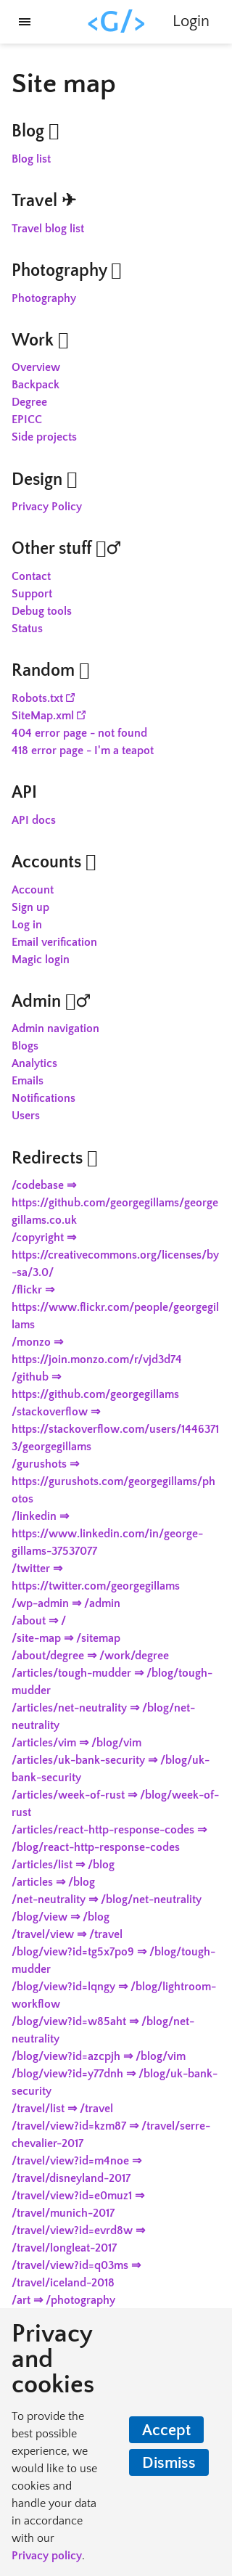 <G/>
Login
Site map
Blog
Blog list
Travel ✈
Travel blog list
Photography
Photography
Work
Overview
Backpack
Degree
EPICC
Side projects
Design
Privacy Policy
Other stuff ♂
Contact
Support
Debug tools
Status
Random
Robots.txt
SiteMap.xml
404 error page - not found
418 error page - I'm a teapot
API
API docs
Accounts
Account
Sign up
Log in
Email verification
Magic login
Admin ♂
Admin navigation
Blogs
Analytics
Emails
Notifications
Users
Redirects
/codebase ⇒
https://github.com/georgegillams/george
gillams.co.uk
/copyright ⇒
https://creativecommons.org/licenses/by
-sa/3.0/
/flickr ⇒
https://www.flickr.com/people/georgegil
lams
/monzo ⇒
https://join.monzo.com/r/vjd3d74
/github ⇒
https://github.com/georgegillams
/stackoverflow ⇒
https://stackoverflow.com/users/1446371
3/georgegillams
/gurushots ⇒
https://gurushots.com/georgegillams/ph
otos
/linkedin ⇒
https://www.linkedin.com/in/george-
gillams-37537077
/twitter ⇒
https://twitter.com/georgegillams
/wp-admin ⇒ /admin
/about ⇒ /
/site-map ⇒ /sitemap
/about/degree ⇒ /work/degree
/articles/tough-mudder ⇒ /blog/tough-
mudder
/articles/net-neutrality ⇒ /blog/net-
neutrality
/articles/vim ⇒ /blog/vim
/articles/uk-bank-security ⇒ /blog/uk-
bank-security
/articles/week-of-rust ⇒ /blog/week-of-
rust
/articles/react-http-response-codes ⇒
/blog/react-http-response-codes
/articles/list ⇒ /blog
/articles ⇒ /blog
/net-neutrality ⇒ /blog/net-neutrality
/blog/view ⇒ /blog
/travel/view ⇒ /travel
/blog/view?id=tg5x7po9 ⇒ /blog/tough-
mudder
/blog/view?id=lqngy ⇒ /blog/lightroom-
workflow
/blog/view?id=w85aht ⇒ /blog/net-
neutrality
/blog/view?id=azcpjh ⇒ /blog/vim
/blog/view?id=y77dnh ⇒ /blog/uk-bank-
security
/travel/list ⇒ /travel
/travel/view?id=kzm87 ⇒ /travel/serre-
chevalier-2017
/travel/view?id=m4noe ⇒
/travel/disneyland-2017
/travel/view?id=e0muz1 ⇒
/travel/munich-2017
/travel/view?id=evrd8w ⇒
/travel/longleat-2017
/travel/view?id=q03ms ⇒
/travel/iceland-2018
/art ⇒ /photography
Privacy
and
cookies
To provide the
best possible
experience, we
would like to use
cookies and
handle your data
in accordance
with our
Privacy policy.
Accept
Dismiss